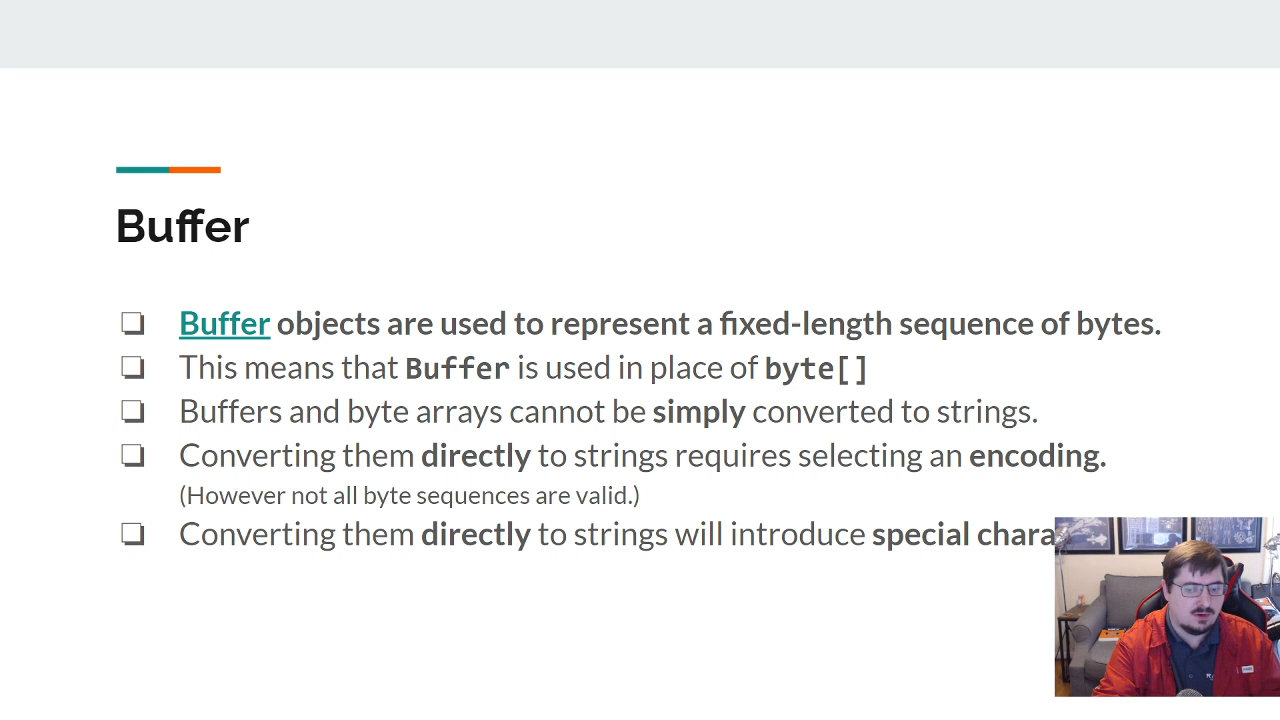 Buffer
Buffer objects are used to represent a fixed-length sequence of bytes.
This means that Buffer is used in place of byte[]
Buffers and byte arrays cannot be simply converted to strings.
Converting them directly to strings requires selecting an encoding.
(However not all byte sequences are valid.)
Converting them directly to strings will introduce special